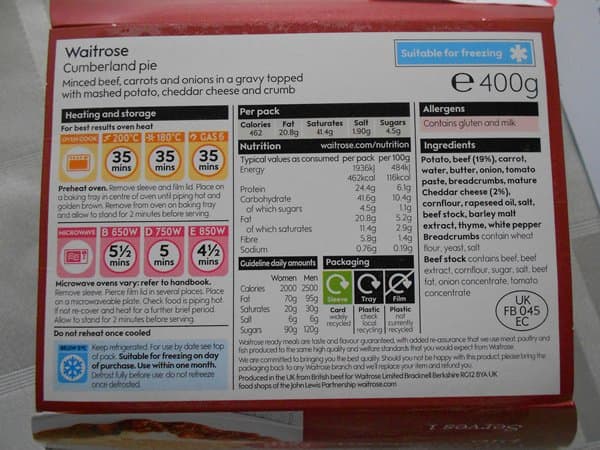 Waitrose
Cumberland pie
Minced beef, carrots and onions in a gravy topped
with mashed potato, cheddar cheese and crumb
Suitable for freezing
e 400g
Heating and storage
For best results oven heat
OVEN COOK 200°C 180°C GAS 6
35 mins 35 mins 35 mins
Preheat oven. Remove sleeve and film lid. Place on
a baking tray in centre of oven until piping hot and
golden brown. Remove from oven on baking tray
and allow to stand for 2 minutes before serving.
MICROWAVE B 650W D 750W E 850W
5½ mins 5 mins 4½ mins
Microwave ovens vary: refer to handbook.
Remove sleeve. Pierce film lid in several places. Place
on a microwaveable plate. Check food is piping hot.
If not re-cover and heat for a further brief period.
Allow to stand for 2 minutes before serving.
Do not reheat once cooled
BELOW 5°C
Keep refrigerated. For use by date see top
of pack. Suitable for freezing on day
of purchase. Use within one month.
Defrost fully before use: do not refreeze
once defrosted.
Per pack
Calories Fat Saturates Salt Sugars
462 20.8g 11.4g 1.90g 4.5g
Nutrition waitrose.com/nutrition
Typical values as consumed per pack per 100g
Energy 1936kJ 484kJ
462kcal 116kcal
Protein 24.4g 6.1g
Carbohydrate 41.6g 10.4g
of which sugars 4.5g 1.1g
Fat 20.8g 5.2g
of which saturates 11.4g 2.9g
Fibre 5.8g 1.4g
Sodium 0.76g 0.19g
Guideline daily amounts
Women Men
Calories 2000 2500
Fat 70g 95g
Saturates 20g 30g
Salt 6g 6g
Sugars 90g 120g
Packaging
Sleeve Tray Film
Card Plastic Plastic
widely check not
recycled local currently
recycling recycled
Allergens
Contains gluten and milk
Ingredients
Potato, beef (19%), carrot,
water, butter, onion, tomato
paste, breadcrumbs, mature
Cheddar cheese (2%),
cornflour, rapeseed oil, salt,
beef stock, barley malt
extract, thyme, white pepper
Breadcrumbs contain wheat
flour, yeast, salt
Beef stock contains beef, beef
extract, cornflour, sugar, salt, beef
fat, onion concentrate, tomato
concentrate
UK
FB 045
EC
Waitrose ready meals are taste and flavour guaranteed, with added re-assurance that we use meat poultry and
fish produced to the same high quality and welfare standards that you would expect from Waitrose
We are committed to bringing you the best quality. Should you not be happy with this product please bring the
packaging back to any Waitrose branch and we'll replace your item and refund you.
Produced in the UK from British beef for Waitrose Limited Bracknell Berkshire RG12 8YA UK
food shops of the John Lewis Partnership waitrose.com
Serves 1